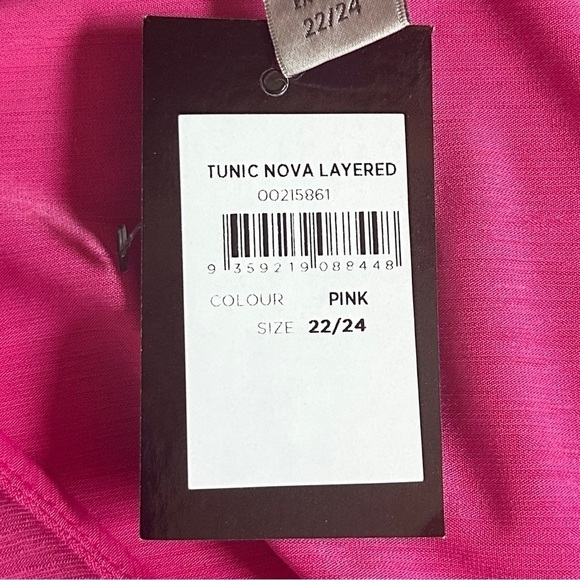 22/24
TUNIC NOVA LAYERED
00215861
9 359219 088448
COLOUR PINK
SIZE 22/24